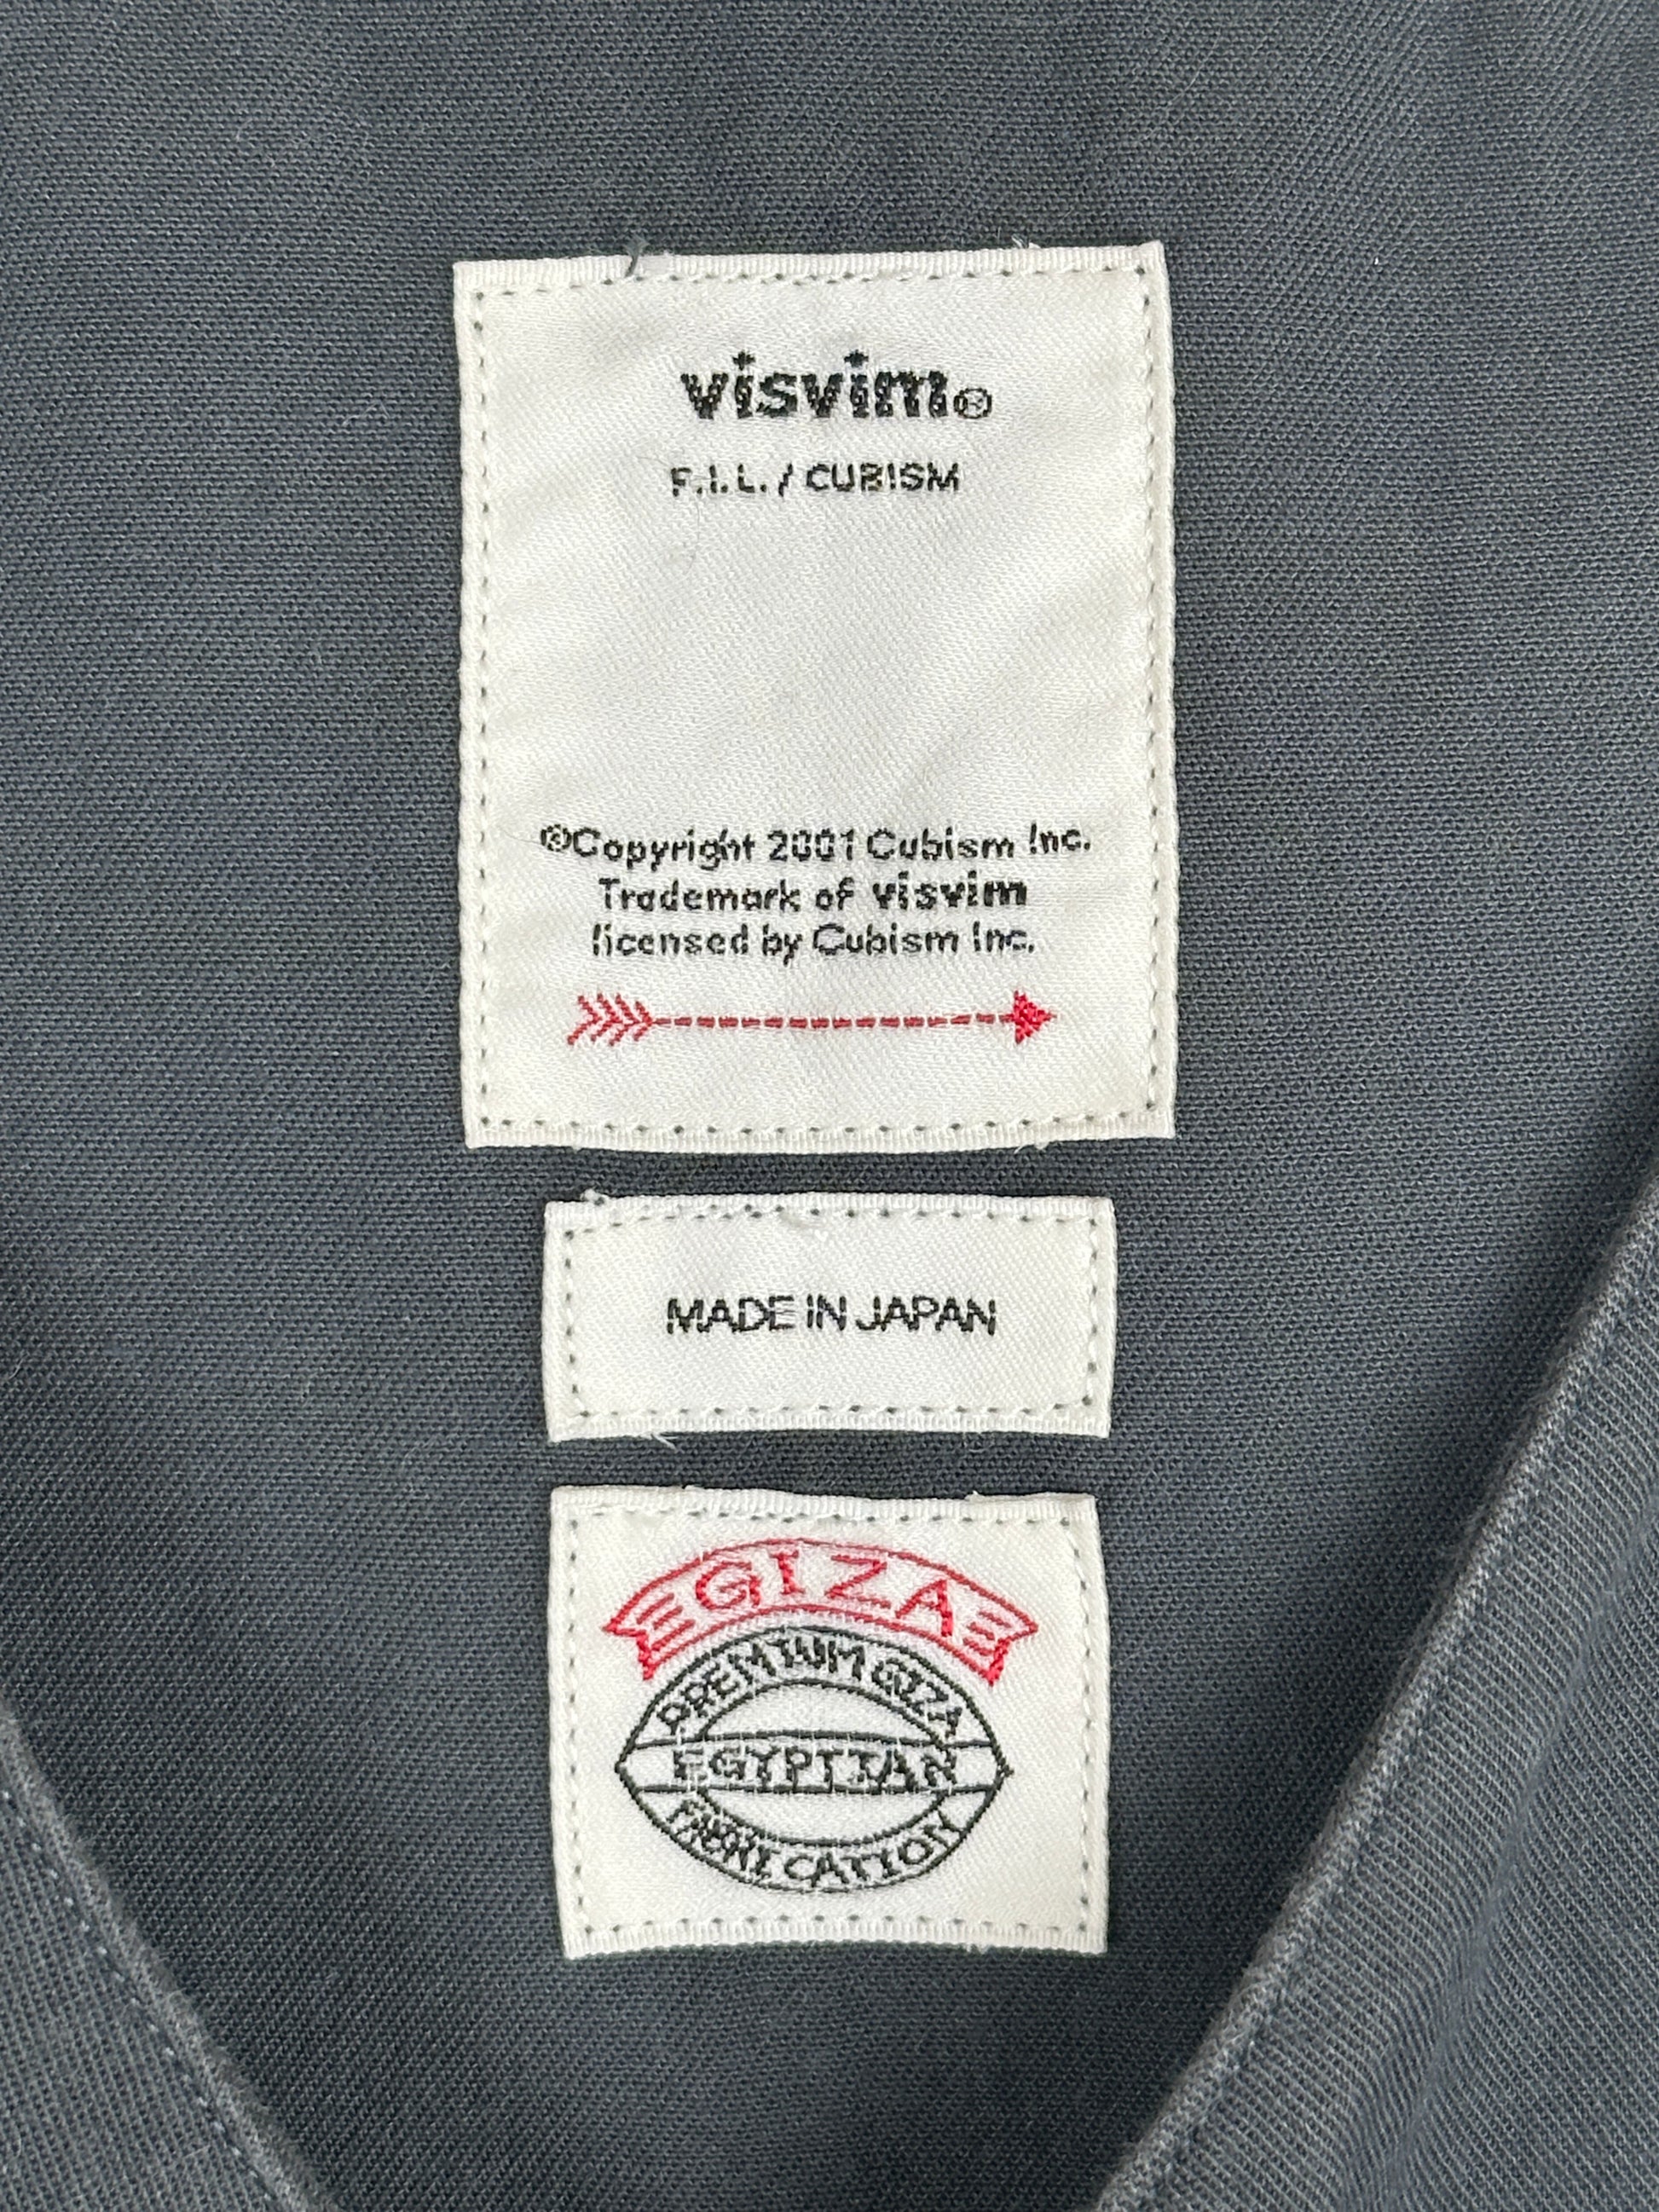 visvim®
F.I.L. / CUBISM
©Copyright 2001 Cubism Inc.
Trademark of visvim
licensed by Cubism Inc.
MADE IN JAPAN
GIZA
PREMIUM GIZA
EGYPTIAN
FABRICATION